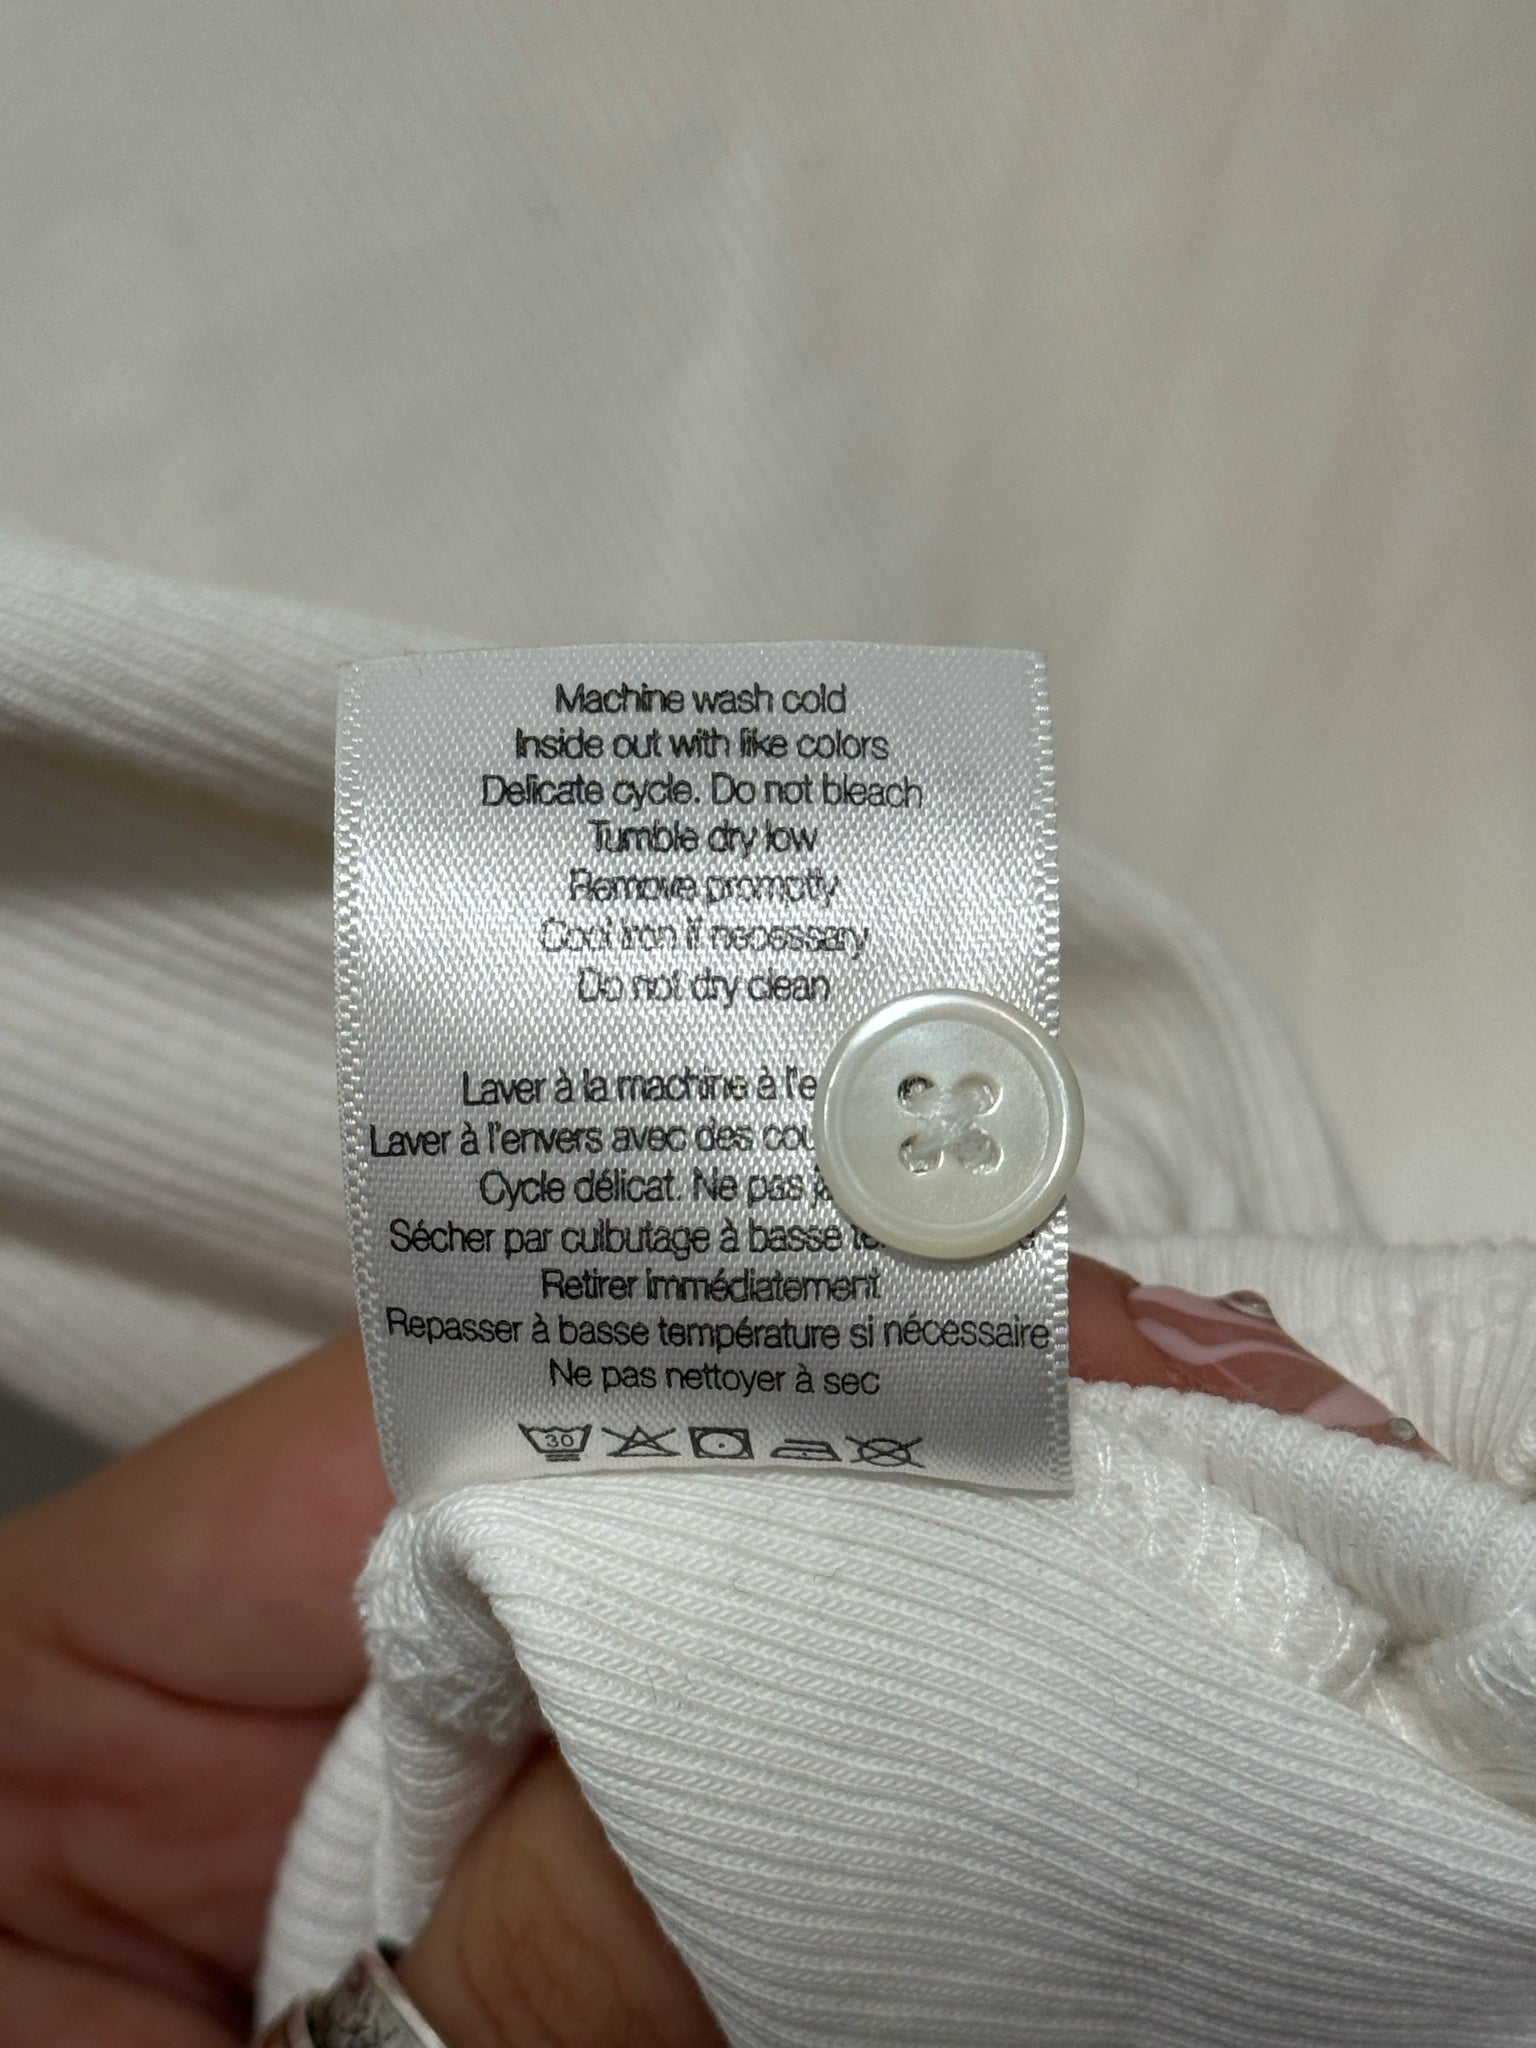 Machine wash cold
Inside out with like colors
Delicate cycle. Do not bleach
Tumble dry low
Remove promptly
Cool iron if necessary
Do not dry clean
Laver à la machine à
Laver à l'envers avec des
Cycle délicat. Ne pas
Sécher par culbutage à basse
Retirer immédiatement
Repasser à basse température si nécessaire
Ne pas nettoyer à sec
30